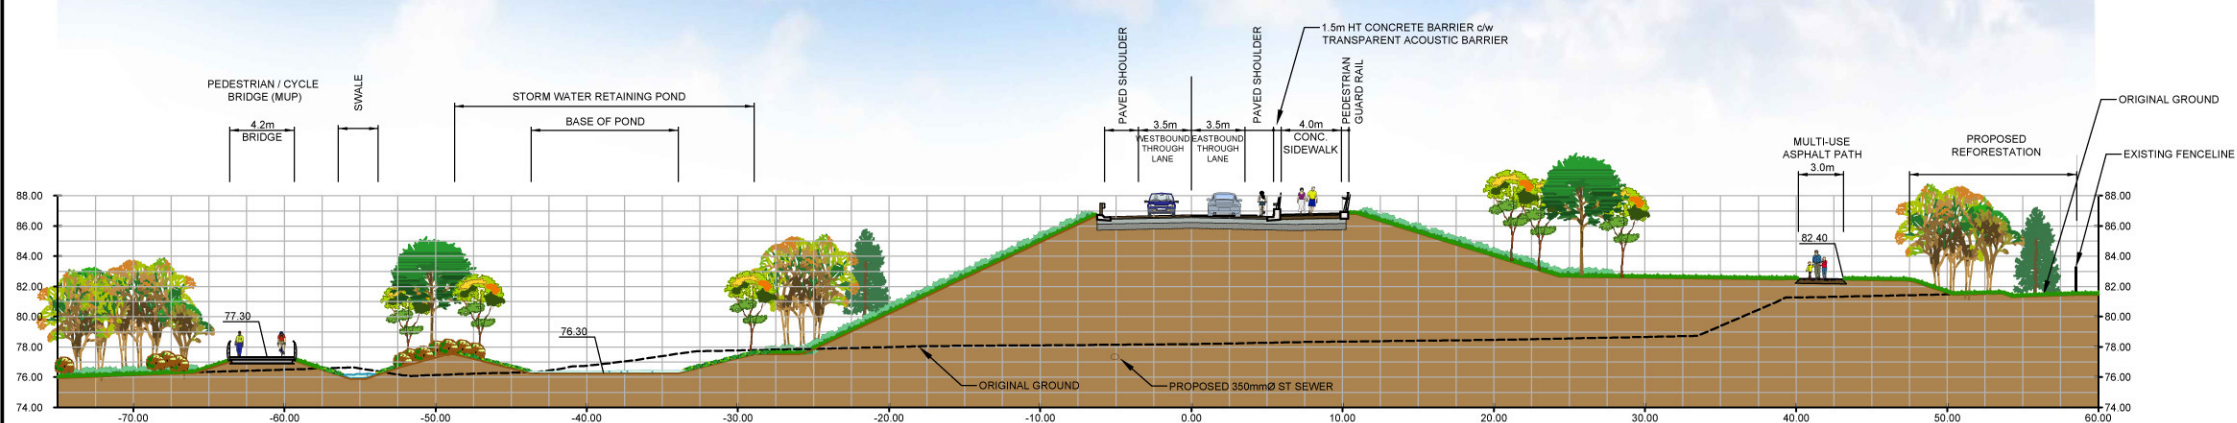 1.5m HT CONCRETE BARRIER c/w
TRANSPARENT ACOUSTIC BARRIER
PAVED SHOULDER
PAVED SHOULDER
PEDESTRIAN
GUARD RAIL
PEDESTRIAN / CYCLE
BRIDGE (MUP)
SWALE
STORM WATER RETAINING POND
BASE OF POND
4.2m
BRIDGE
3.5m
WESTBOUND
THROUGH
LANE
3.5m
EASTBOUND
THROUGH
LANE
4.0m
CONC.
SIDEWALK
ORIGINAL GROUND
MULTI-USE
ASPHALT PATH
3.0m
PROPOSED
REFORESTATION
EXISTING FENCELINE
88.00
86.00
84.00
82.00
80.00
78.00
76.00
74.00
77.30
76.30
82.40
88.00
86.00
84.00
82.00
80.00
78.00
76.00
74.00
ORIGINAL GROUND
PROPOSED 350mmØ ST SEWER
-70.00 -60.00 -50.00 -40.00 -30.00 -20.00 -10.00 0.00 10.00 20.00 30.00 40.00 50.00 60.00